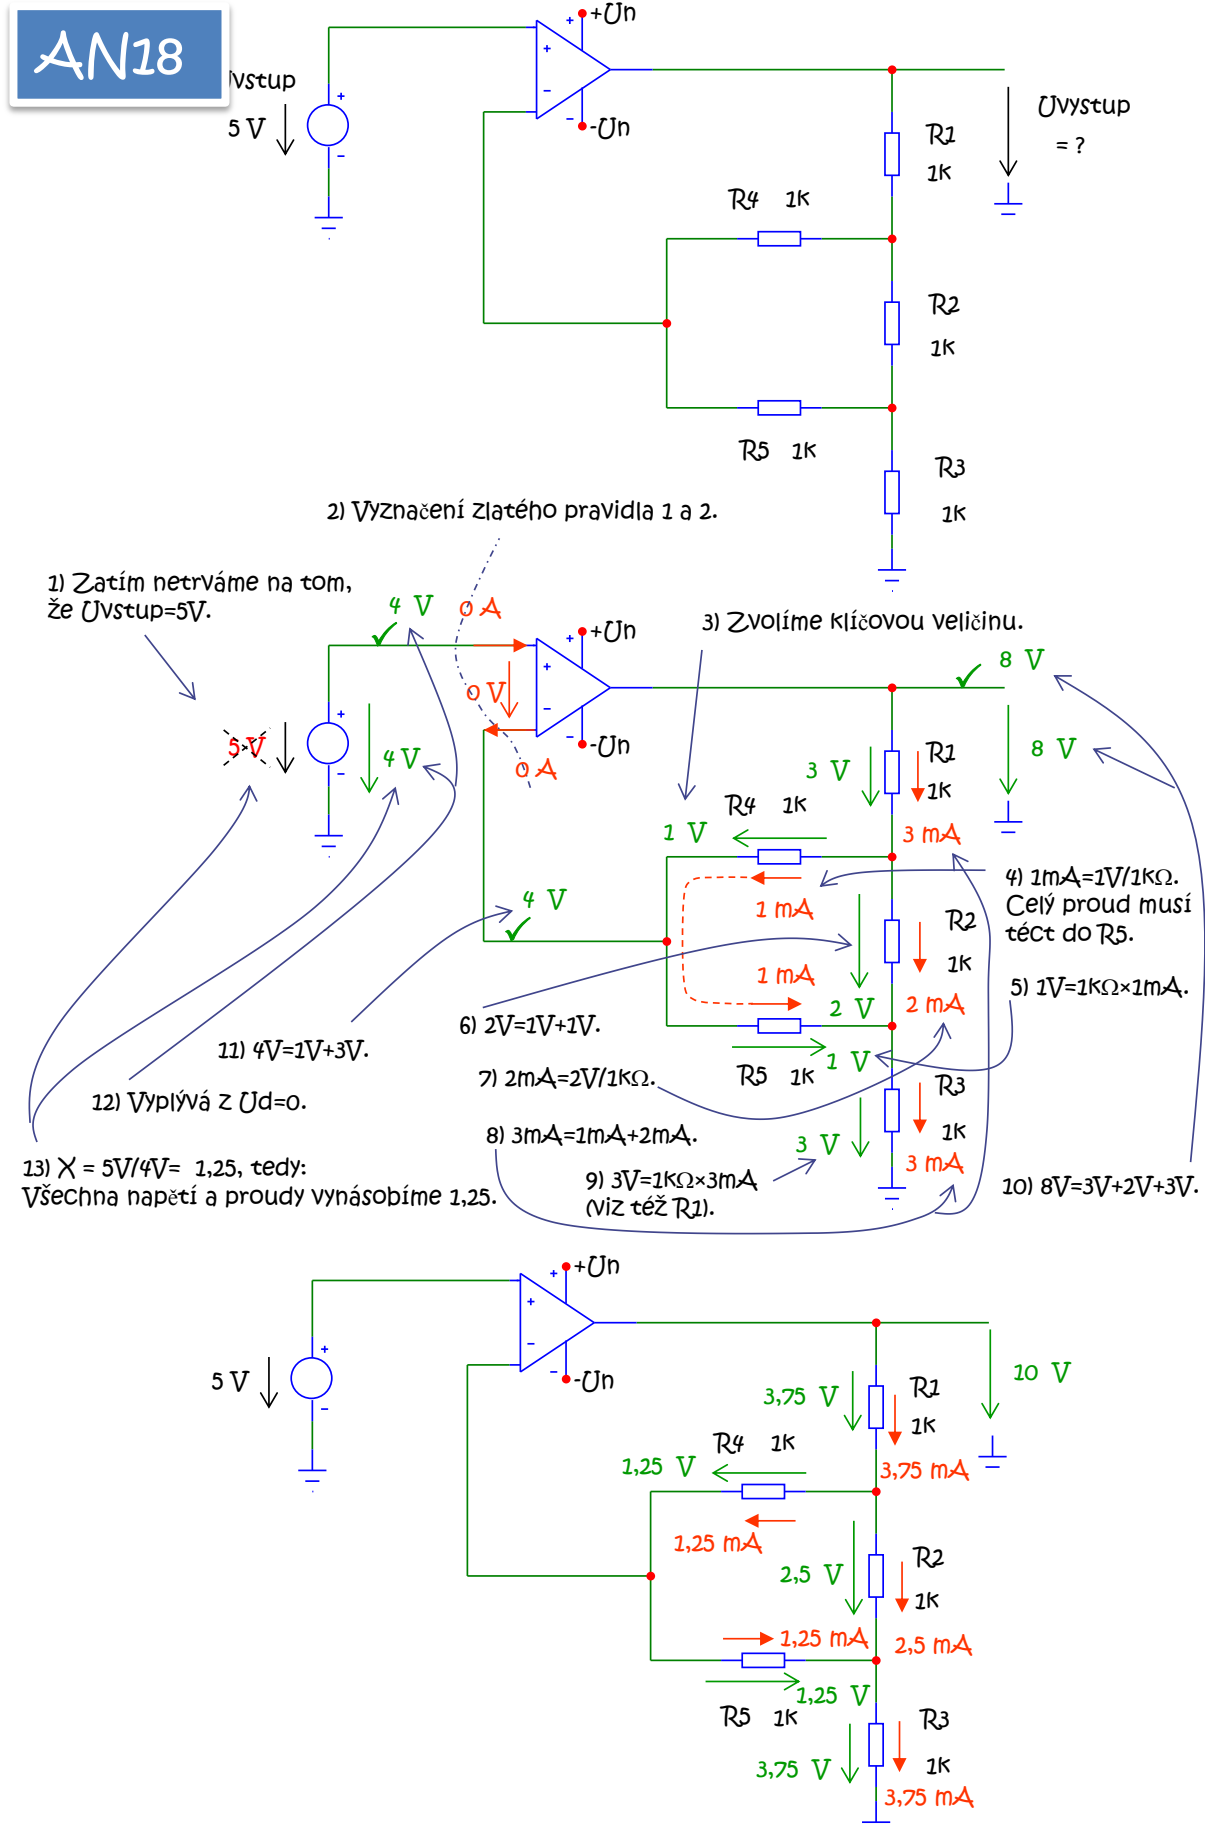 AN18
+Un
Uvstup
5 V
-Un
Uvystup
= ?
R1
1k
R4 1k
R2
1k
R5 1k
R3
1k
2) Vyznačení zlatého pravidla 1 a 2.
1) Zatím netrváme na tom,
že Uvstup=5V.
4 V
0 A
3) Zvolíme klíčovou veličinu.
+Un
8 V
0 V
5 V
4 V
-Un
0 A
8 V
3 V
R1
1k
R4 1k
1 V
3 mA
4) 1mA=1V/1kΩ.
Celý proud musí
téct do R5.
4 V
1 mA
R2
1k
1 mA
5) 1V=1kΩ×1mA.
2 V
2 mA
6) 2V=1V+1V.
11) 4V=1V+3V.
1 V
R5 1k
7) 2mA=2V/1kΩ.
R3
1k
12) Vyplývá z Ud=0.
8) 3mA=1mA+2mA.
3 V
3 mA
13) X = 5V/4V= 1,25, tedy:
Všechna napětí a proudy vynásobíme 1,25.
9) 3V=1kΩ×3mA
(viz též R1).
10) 8V=3V+2V+3V.
+Un
5 V
-Un
10 V
3,75 V
R1
1k
R4 1k
1,25 V
3,75 mA
1,25 mA
R2
2,5 V
1k
1,25 mA
2,5 mA
1,25 V
R5 1k
R3
1k
3,75 V
3,75 mA